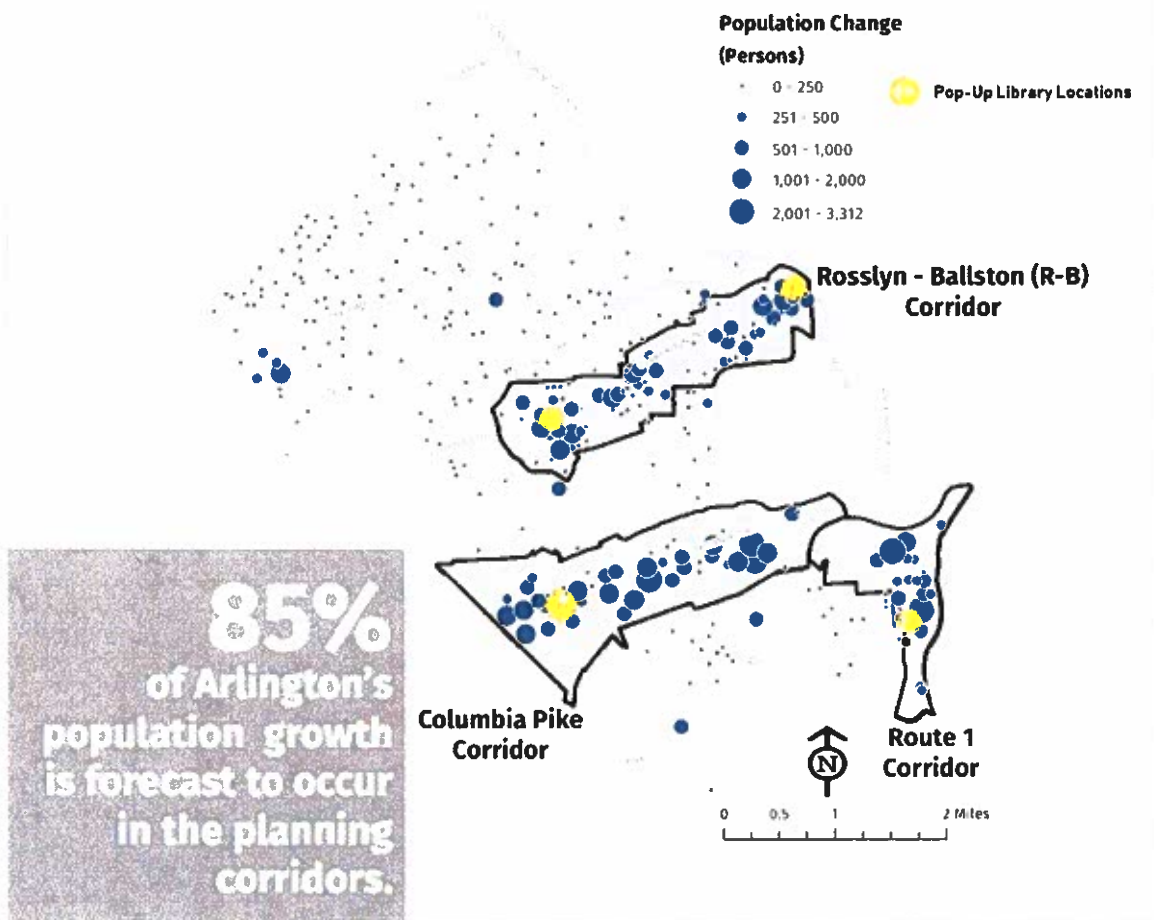 Population Change
(Persons)
0 - 250
251 - 500
501 - 1,000
1,001 - 2,000
2,001 - 3,312
Pop-Up Library Locations
Rosslyn - Ballston (R-B)
Corridor
85%
of Arlington's
population growth
is forecast to occur
in the planning
corridors.
Columbia Pike
Corridor
Route 1
Corridor
N
0 0.5 1 2 Miles